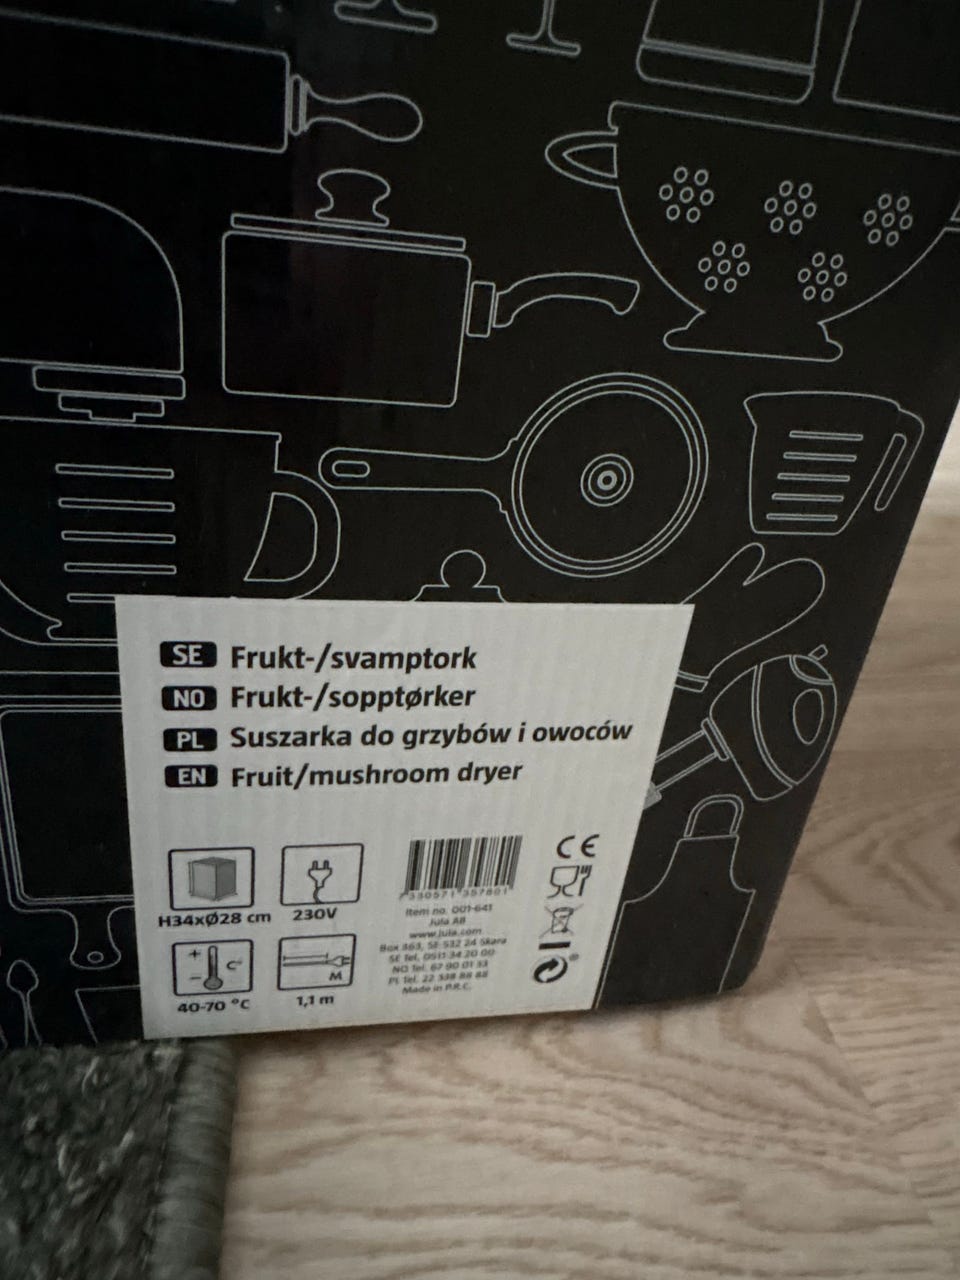 SE Frukt-/svamptork
NO Frukt-/sopptørker
PL Suszarka do grzybów i owoców
EN Fruit/mushroom dryer
H34xØ28 cm
230V
+
-
C°
40-70 °C
M
1,1 m
7 330571 357801
Item no. 001-641
Jula AB
www.jula.com
Box 363, SE-532 24 Skara
SE Tel. 0511-34 20 00
NO Tel. 67 90 01 33
PL Tel. 22 338 88 88
Made in P.R.C.
CE